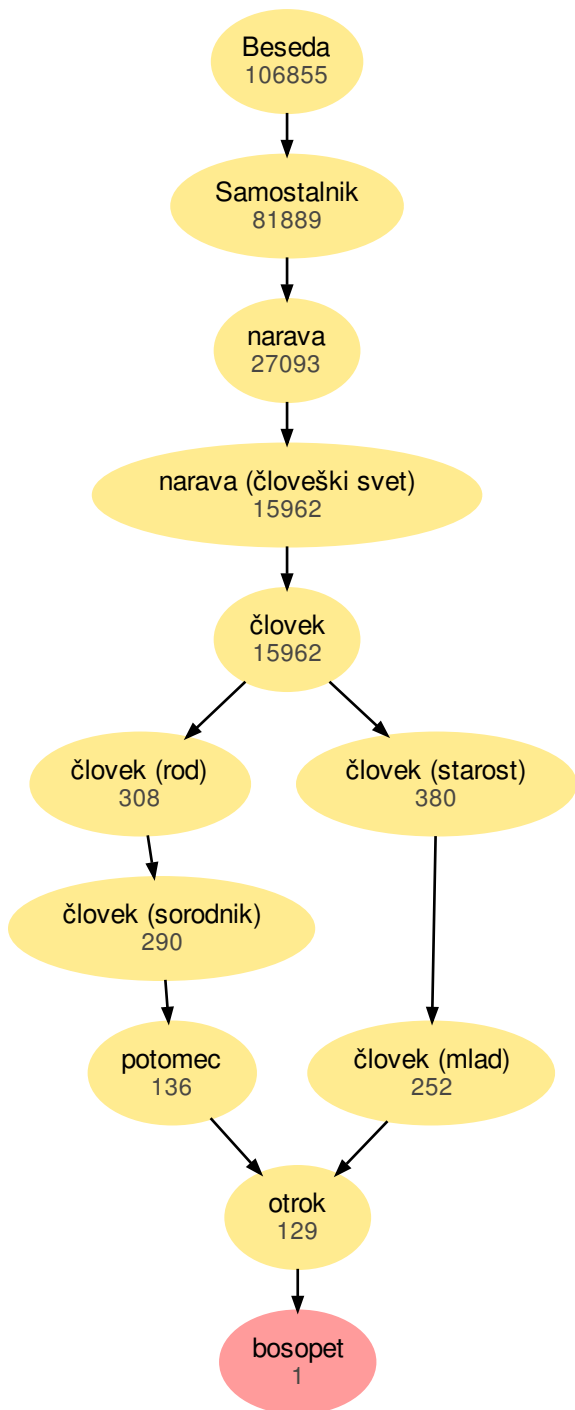 Beseda
106855
Samostalnik
81889
narava
27093
narava (človeški svet)
15962
človek
15962
človek (rod)
308
človek (starost)
380
človek (sorodnik)
290
potomec
136
človek (mlad)
252
otrok
129
bosopet
1